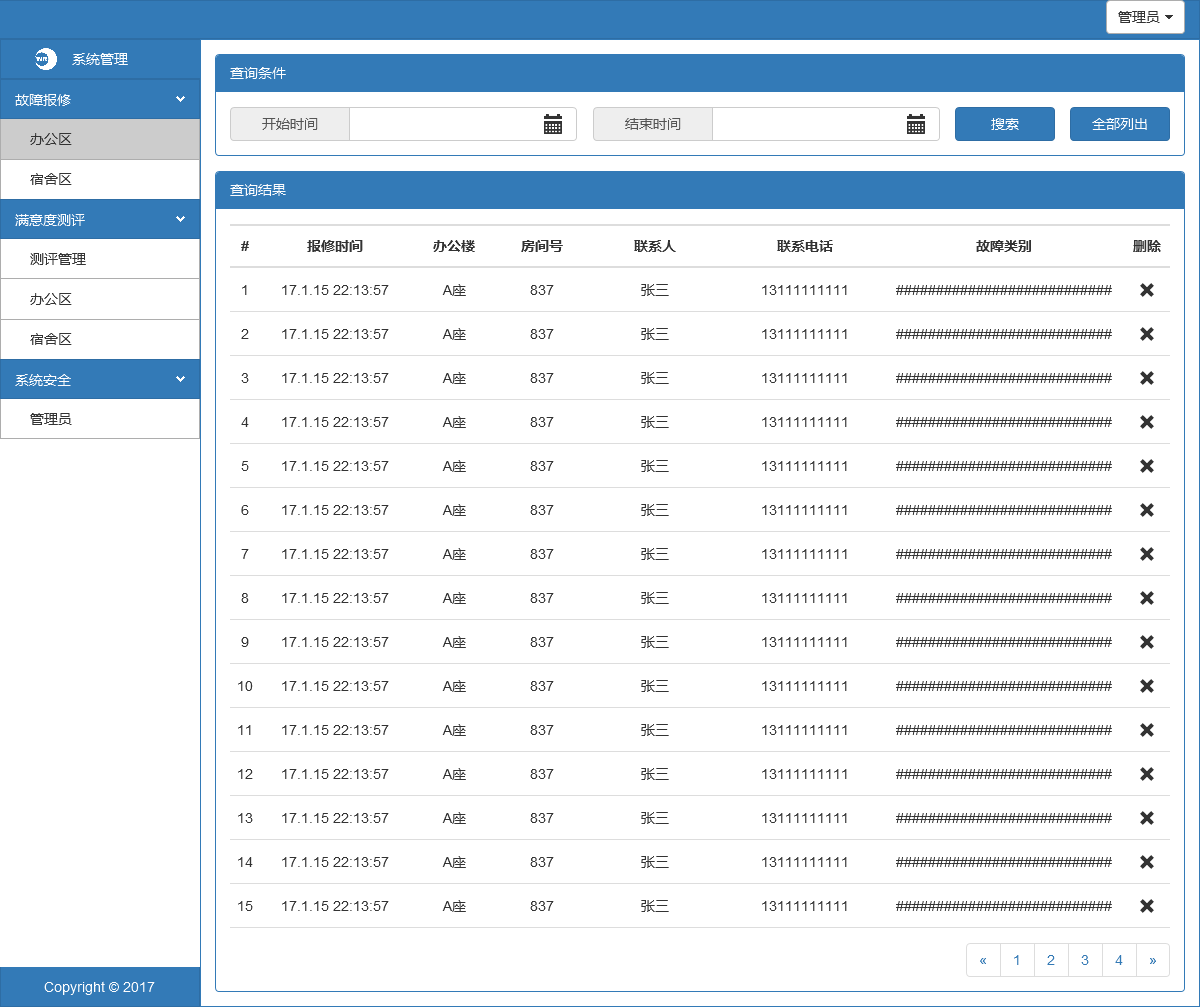 管理员
系统管理
故障报修
办公区
宿舍区
满意度测评
测评管理
办公区
宿舍区
系统安全
管理员
Copyright © 2017
查询条件
开始时间 结束时间 搜索 全部列出
查询结果
# 报修时间 办公楼 房间号 联系人 联系电话 故障类别 删除
1 17.1.15 22:13:57 A座 837 张三 13111111111 ###########################
2 17.1.15 22:13:57 A座 837 张三 13111111111 ###########################
3 17.1.15 22:13:57 A座 837 张三 13111111111 ###########################
4 17.1.15 22:13:57 A座 837 张三 13111111111 ###########################
5 17.1.15 22:13:57 A座 837 张三 13111111111 ###########################
6 17.1.15 22:13:57 A座 837 张三 13111111111 ###########################
7 17.1.15 22:13:57 A座 837 张三 13111111111 ###########################
8 17.1.15 22:13:57 A座 837 张三 13111111111 ###########################
9 17.1.15 22:13:57 A座 837 张三 13111111111 ###########################
10 17.1.15 22:13:57 A座 837 张三 13111111111 ###########################
11 17.1.15 22:13:57 A座 837 张三 13111111111 ###########################
12 17.1.15 22:13:57 A座 837 张三 13111111111 ###########################
13 17.1.15 22:13:57 A座 837 张三 13111111111 ###########################
14 17.1.15 22:13:57 A座 837 张三 13111111111 ###########################
15 17.1.15 22:13:57 A座 837 张三 13111111111 ###########################
« 1 2 3 4 »